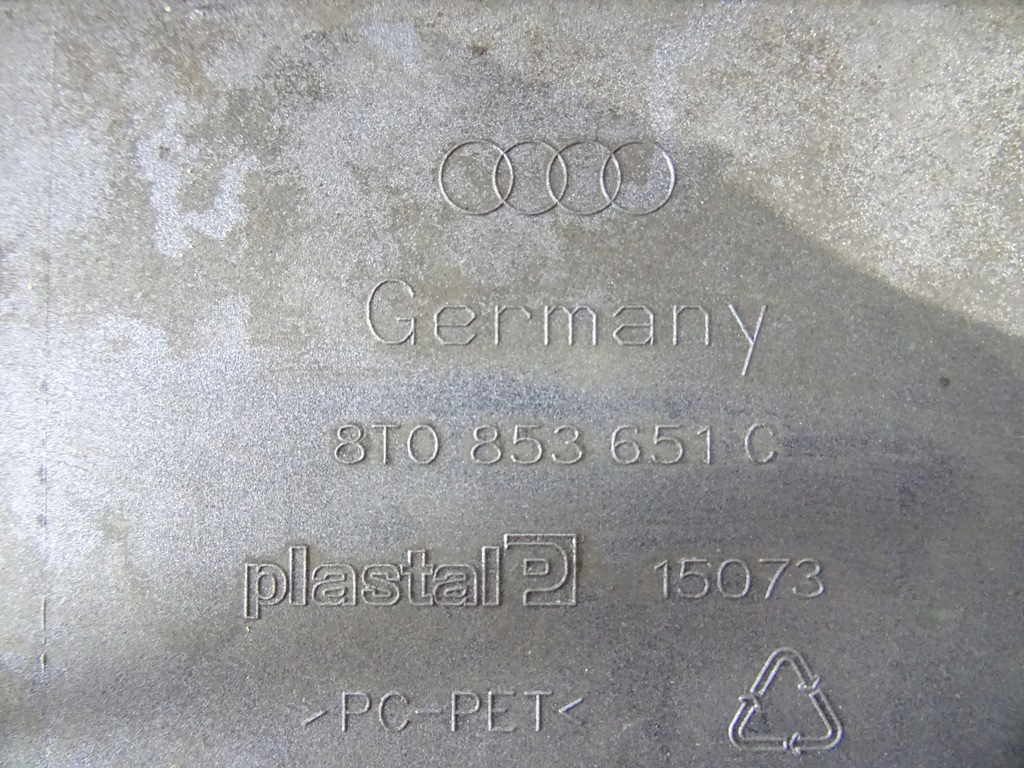 Germany
8T0 853 651 C
plastal 15073
>PC-PET<